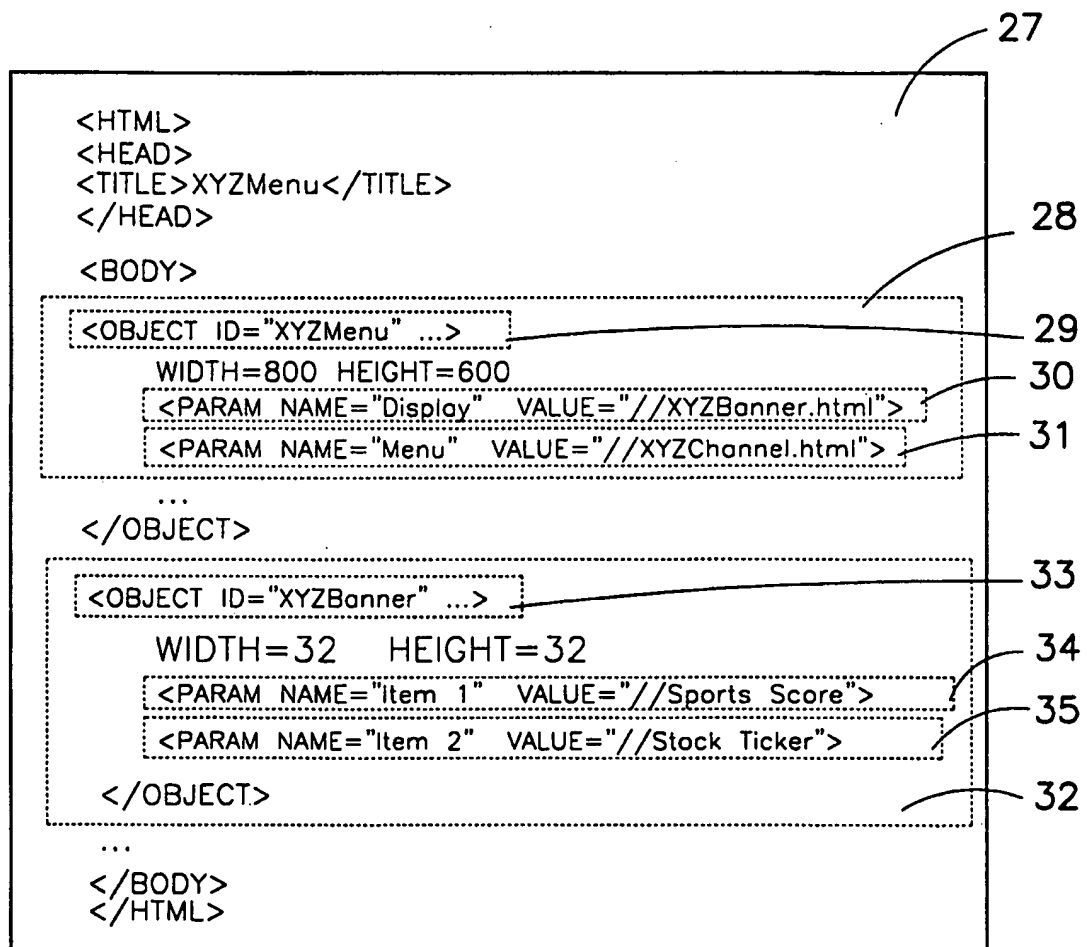 27
<HTML>
<HEAD>
<TITLE>XYZMenu</TITLE>
</HEAD>
28
<BODY>
<OBJECT ID="XYZMenu" ...>
29
WIDTH=800 HEIGHT=600
30
<PARAM NAME="Display" VALUE="//XYZBanner.html">
31
<PARAM NAME="Menu" VALUE="//XYZChannel.html">
...
</OBJECT>
33
<OBJECT ID="XYZBanner" ...>
WIDTH=32 HEIGHT=32
34
<PARAM NAME="Item 1" VALUE="//Sports Score">
35
<PARAM NAME="Item 2" VALUE="//Stock Ticker">
</OBJECT>
32
...
</BODY>
</HTML>